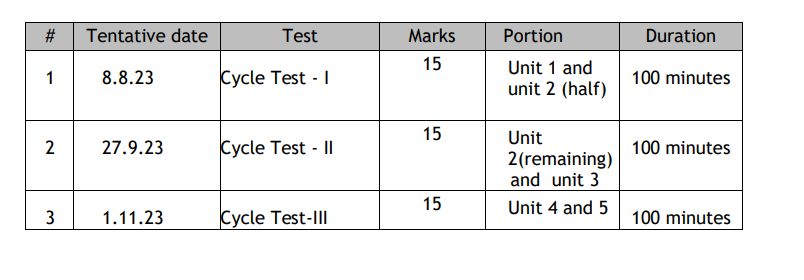 # Tentative date Test Marks Portion Duration
1 8.8.23 Cycle Test - I 15 Unit 1 and
unit 2 (half) 100 minutes
2 27.9.23 Cycle Test - II 15 Unit
2(remaining)
and unit 3 100 minutes
3 1.11.23 Cycle Test-III 15 Unit 4 and 5 100 minutes